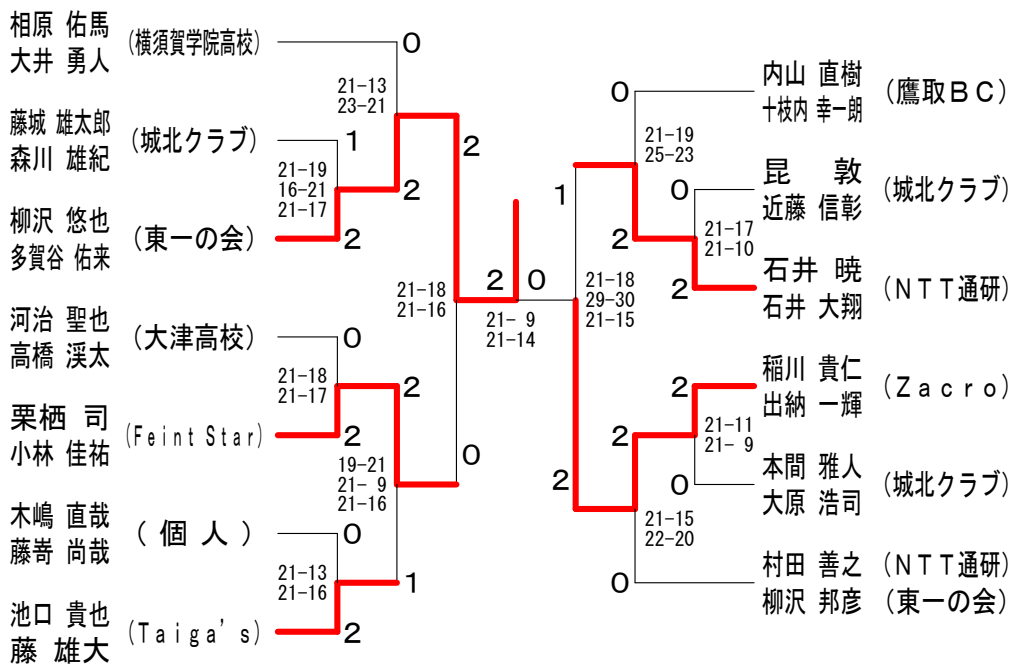 相原 佑馬
大井 勇人
(横須賀学院高校)
0
21-13
23-21
藤城 雄太郎
森川 雄紀
(城北クラブ)
1
21-19
16-21
21-17
2
2
柳沢 悠也
多賀谷 佑来
(東一の会)
2
21-18
21-16
河治 聖也
高橋 渓太
(大津高校)
0
21-18
21-17
2
栗栖 司
小林 佳祐
(Feint Star)
2
19-21
21- 9
21-16
0
木嶋 直哉
藤嵜 尚哉
(個人)
0
21-13
21-16
1
池口 貴也
藤 雄大
(Taiga's)
2
2
0
21- 9
21-14
内山 直樹
十枝内 幸一朗
(鷹取BC)
0
21-19
25-23
1
昆 敦
近藤 信彰
(城北クラブ)
0
21-17
21-10
2
石井 暁
石井 大翔
(NTT通研)
2
21-18
29-30
21-15
稲川 貴仁
出納 一輝
(Zacro)
2
21-11
21- 9
2
本間 雅人
大原 浩司
(城北クラブ)
0
2
21-15
22-20
村田 善之
柳沢 邦彦
(NTT通研)
(東一の会)
0